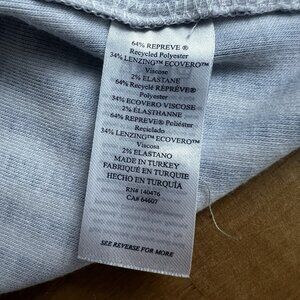 64% REPREVE®
Recycled Polyester
34% LENZING™ ECOVERO™
Viscose
2% ELASTANE
64% Recyclé REPREVE®
Polyester
34% ECOVERO VISCOSE
2% ÉLASTHANNE
64% REPREVE® Poliéster
Reciclado
34% LENZING™ ECOVERO™
Viscosa
2% ELASTANO
MADE IN TURKEY
FABRIQUÉ EN TURQUIE
HECHO EN TURQUÍA
RN# 140476
CA# 64607
SEE REVERSE FOR MORE